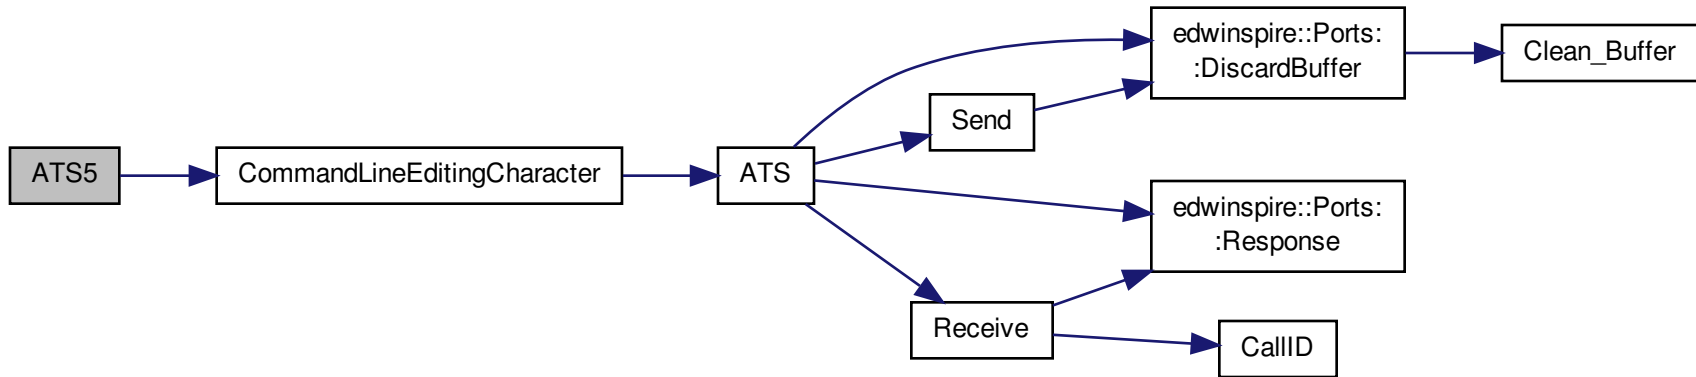 ATS5
CommandLineEditingCharacter
ATS
Send
Receive
edwinspire::Ports:
:DiscardBuffer
edwinspire::Ports:
:Response
CallID
Clean_Buffer